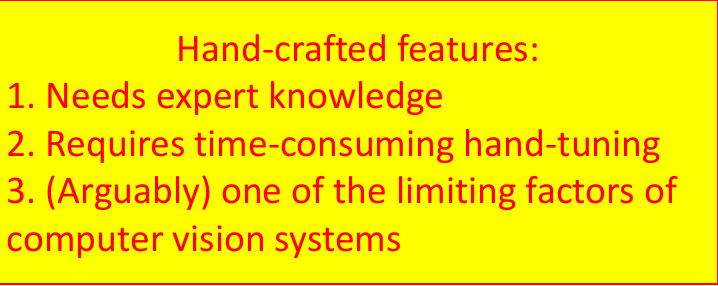 Hand-crafted features:
1. Needs expert knowledge
2. Requires time-consuming hand-tuning
3. (Arguably) one of the limiting factors of
computer vision systems